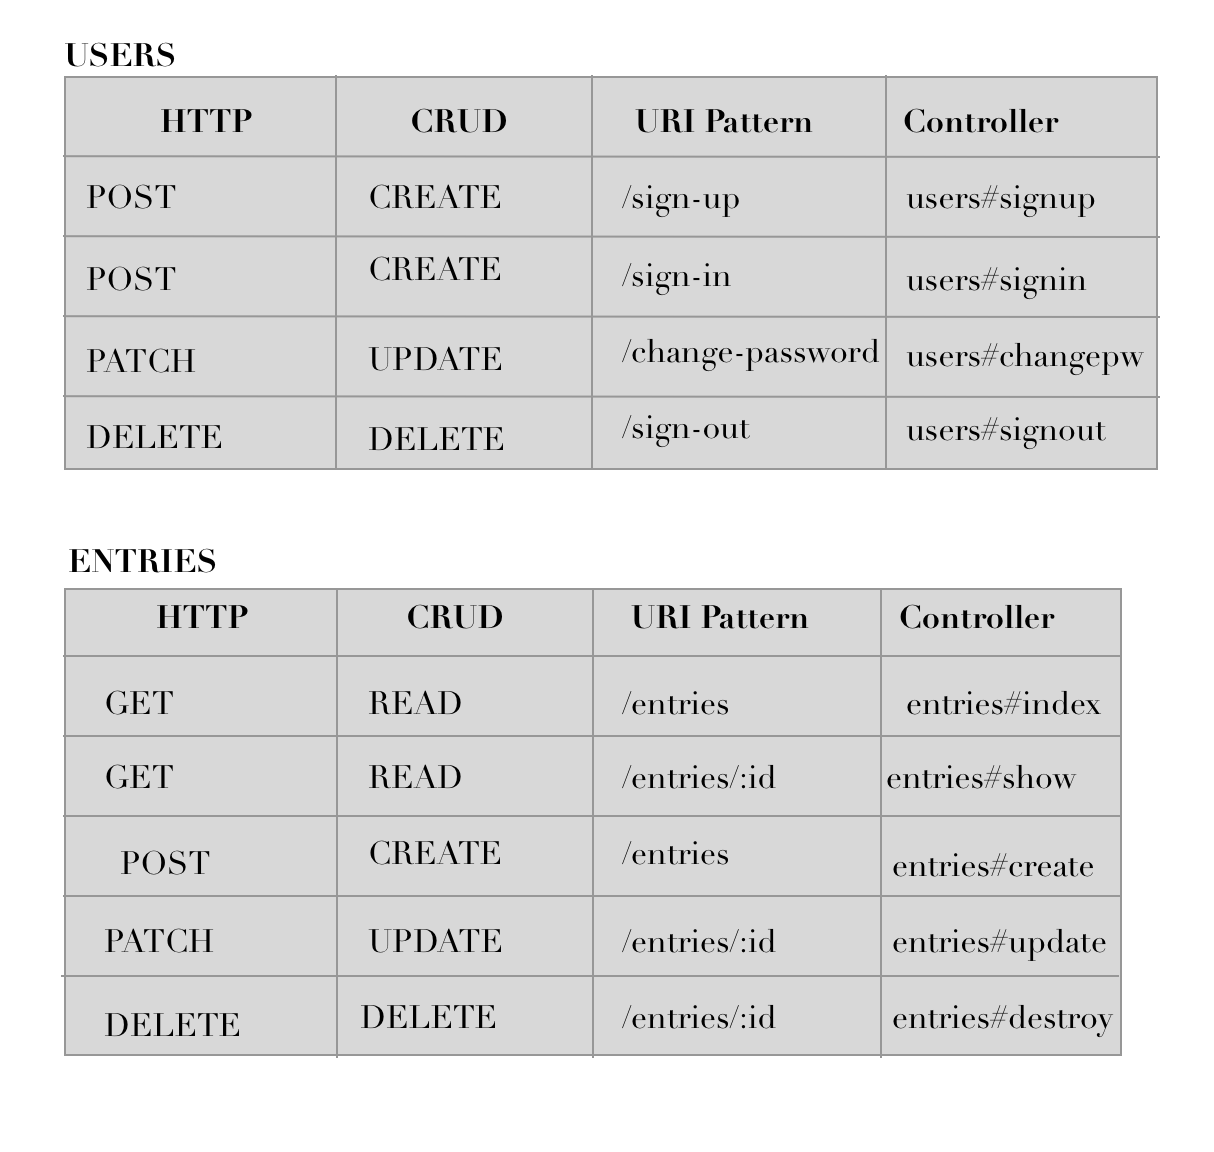 USERS
HTTP CRUD URI Pattern Controller
POST CREATE /sign-up users#signup
POST CREATE /sign-in users#signin
PATCH UPDATE /change-password users#changepw
DELETE DELETE /sign-out users#signout
ENTRIES
HTTP CRUD URI Pattern Controller
GET READ /entries entries#index
GET READ /entries/:id entries#show
POST CREATE /entries entries#create
PATCH UPDATE /entries/:id entries#update
DELETE DELETE /entries/:id entries#destroy